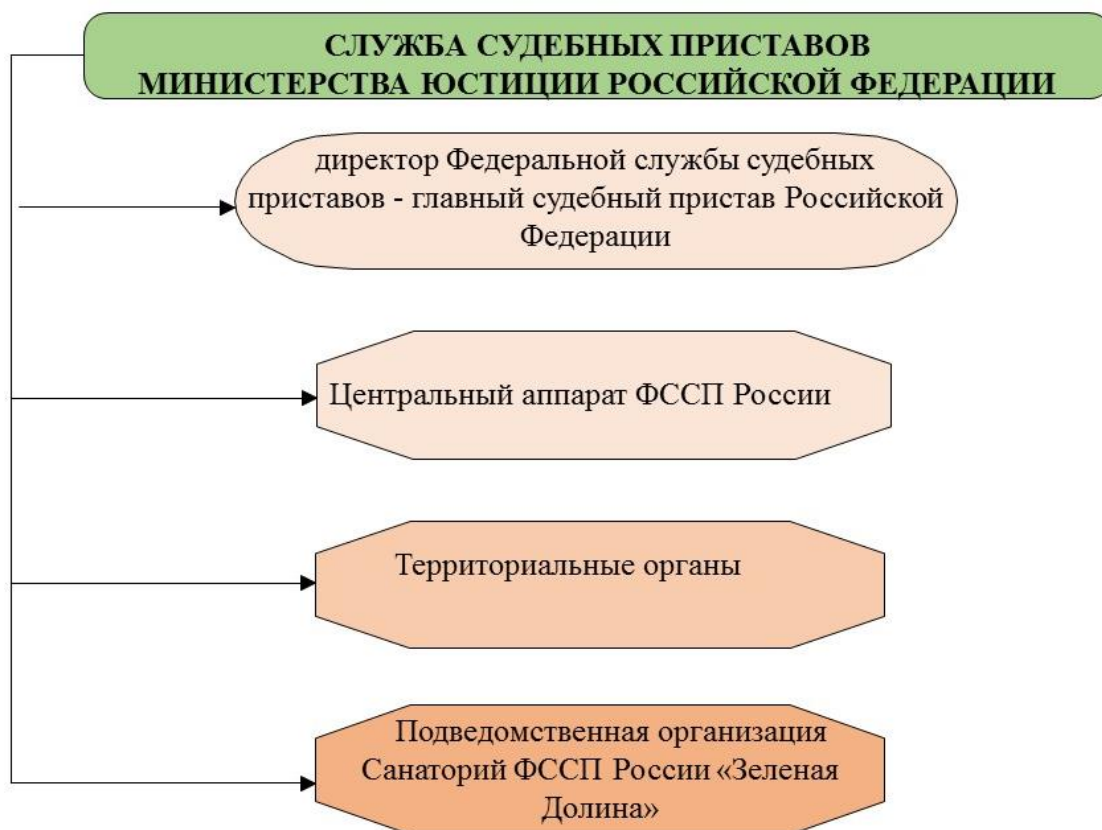 СЛУЖБА СУДЕБНЫХ ПРИСТАВОВ
МИНИСТЕРСТВА ЮСТИЦИИ РОССИЙСКОЙ ФЕДЕРАЦИИ
директор Федеральной службы судебных
приставов - главный судебный пристав Российской
Федерации
Центральный аппарат ФССП России
Территориальные органы
Подведомственная организация
Санаторий ФССП России «Зеленая
Долина»